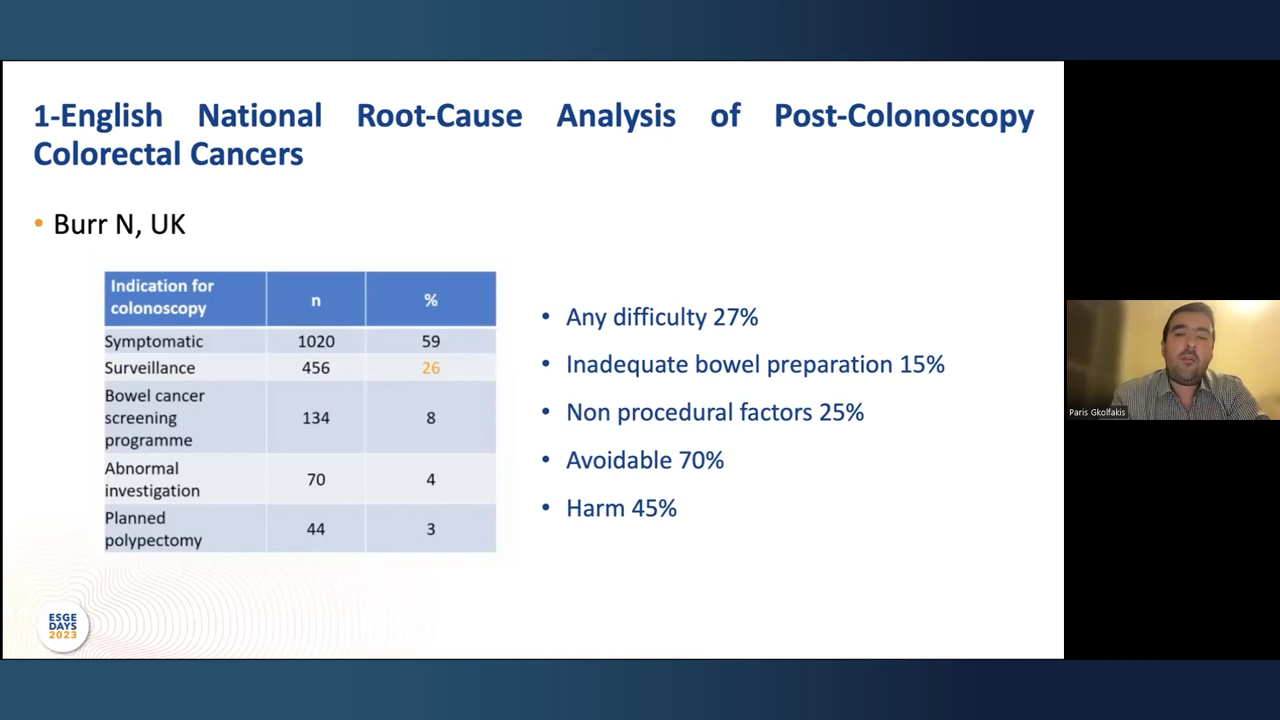 1-English National Root-Cause Analysis of Post-Colonoscopy
Colorectal Cancers
• Burr N, UK
Indication for
colonoscopy
n
%
Symptomatic
1020
59
Surveillance
456
26
Bowel cancer
screening
programme
134
8
Abnormal
investigation
70
4
Planned
polypectomy
44
3
• Any difficulty 27%
• Inadequate bowel preparation 15%
• Non procedural factors 25%
• Avoidable 70%
• Harm 45%
Paris Gkolfakis
ESGE
DAYS
2023